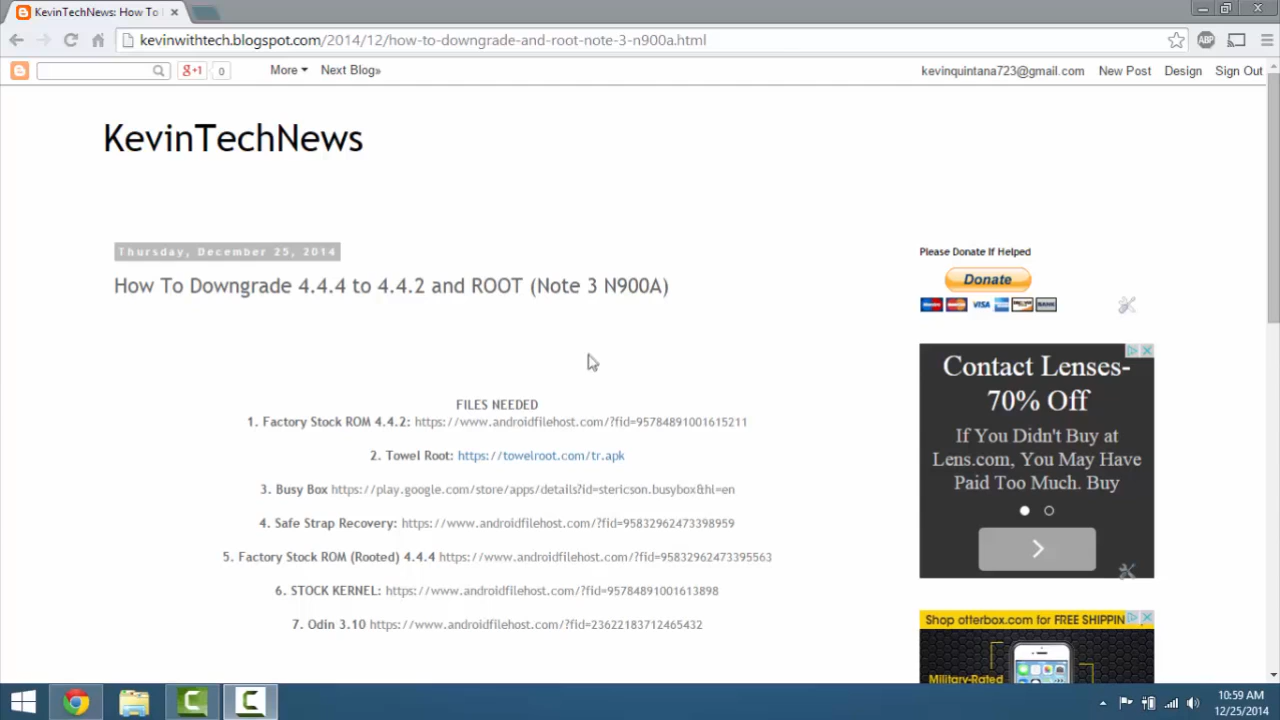 KevinTechNews: How To
kevinwithtech.blogspot.com/2014/12/how-to-downgrade-and-root-note-3-n900a.html
ABP
g+1 0 More Next Blog» kevinquintana723@gmail.com New Post Design Sign Out
KevinTechNews
Thursday, December 25, 2014
How To Downgrade 4.4.4 to 4.4.2 and ROOT (Note 3 N900A)
FILES NEEDED
1. Factory Stock ROM 4.4.2: https://www.androidfilehost.com/?fid=95784891001615211
2. Towel Root: https://towelroot.com/tr.apk
3. Busy Box https://play.google.com/store/apps/details?id=stericson.busybox&hl=en
4. Safe Strap Recovery: https://www.androidfilehost.com/?fid=95832962473398959
5. Factory Stock ROM (Rooted) 4.4.4 https://www.androidfilehost.com/?fid=95832962473395563
6. STOCK KERNEL: https://www.androidfilehost.com/?fid=95784891001613898
7. Odin 3.10 https://www.androidfilehost.com/?fid=23622183712465432
Please Donate If Helped
Donate
VISA BANK
Contact Lenses-
70% Off
If You Didn't Buy at
Lens.com, You May Have
Paid Too Much. Buy
Shop otterbox.com for FREE SHIPPIN
Military-Rated
10:59 AM
12/25/2014